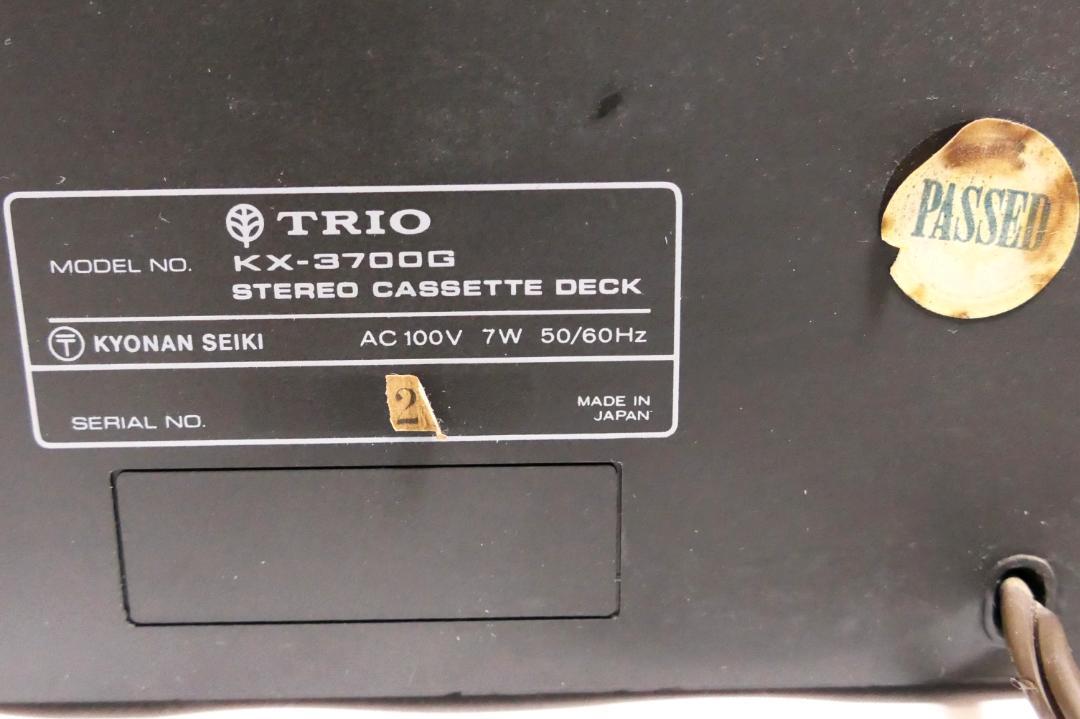 TRIO
MODEL NO. KX-3700G
STEREO CASSETTE DECK
〒 KYONAN SEIKI AC 100V 7W 50/60Hz
SERIAL NO. 2 MADE IN
JAPAN
PASSED